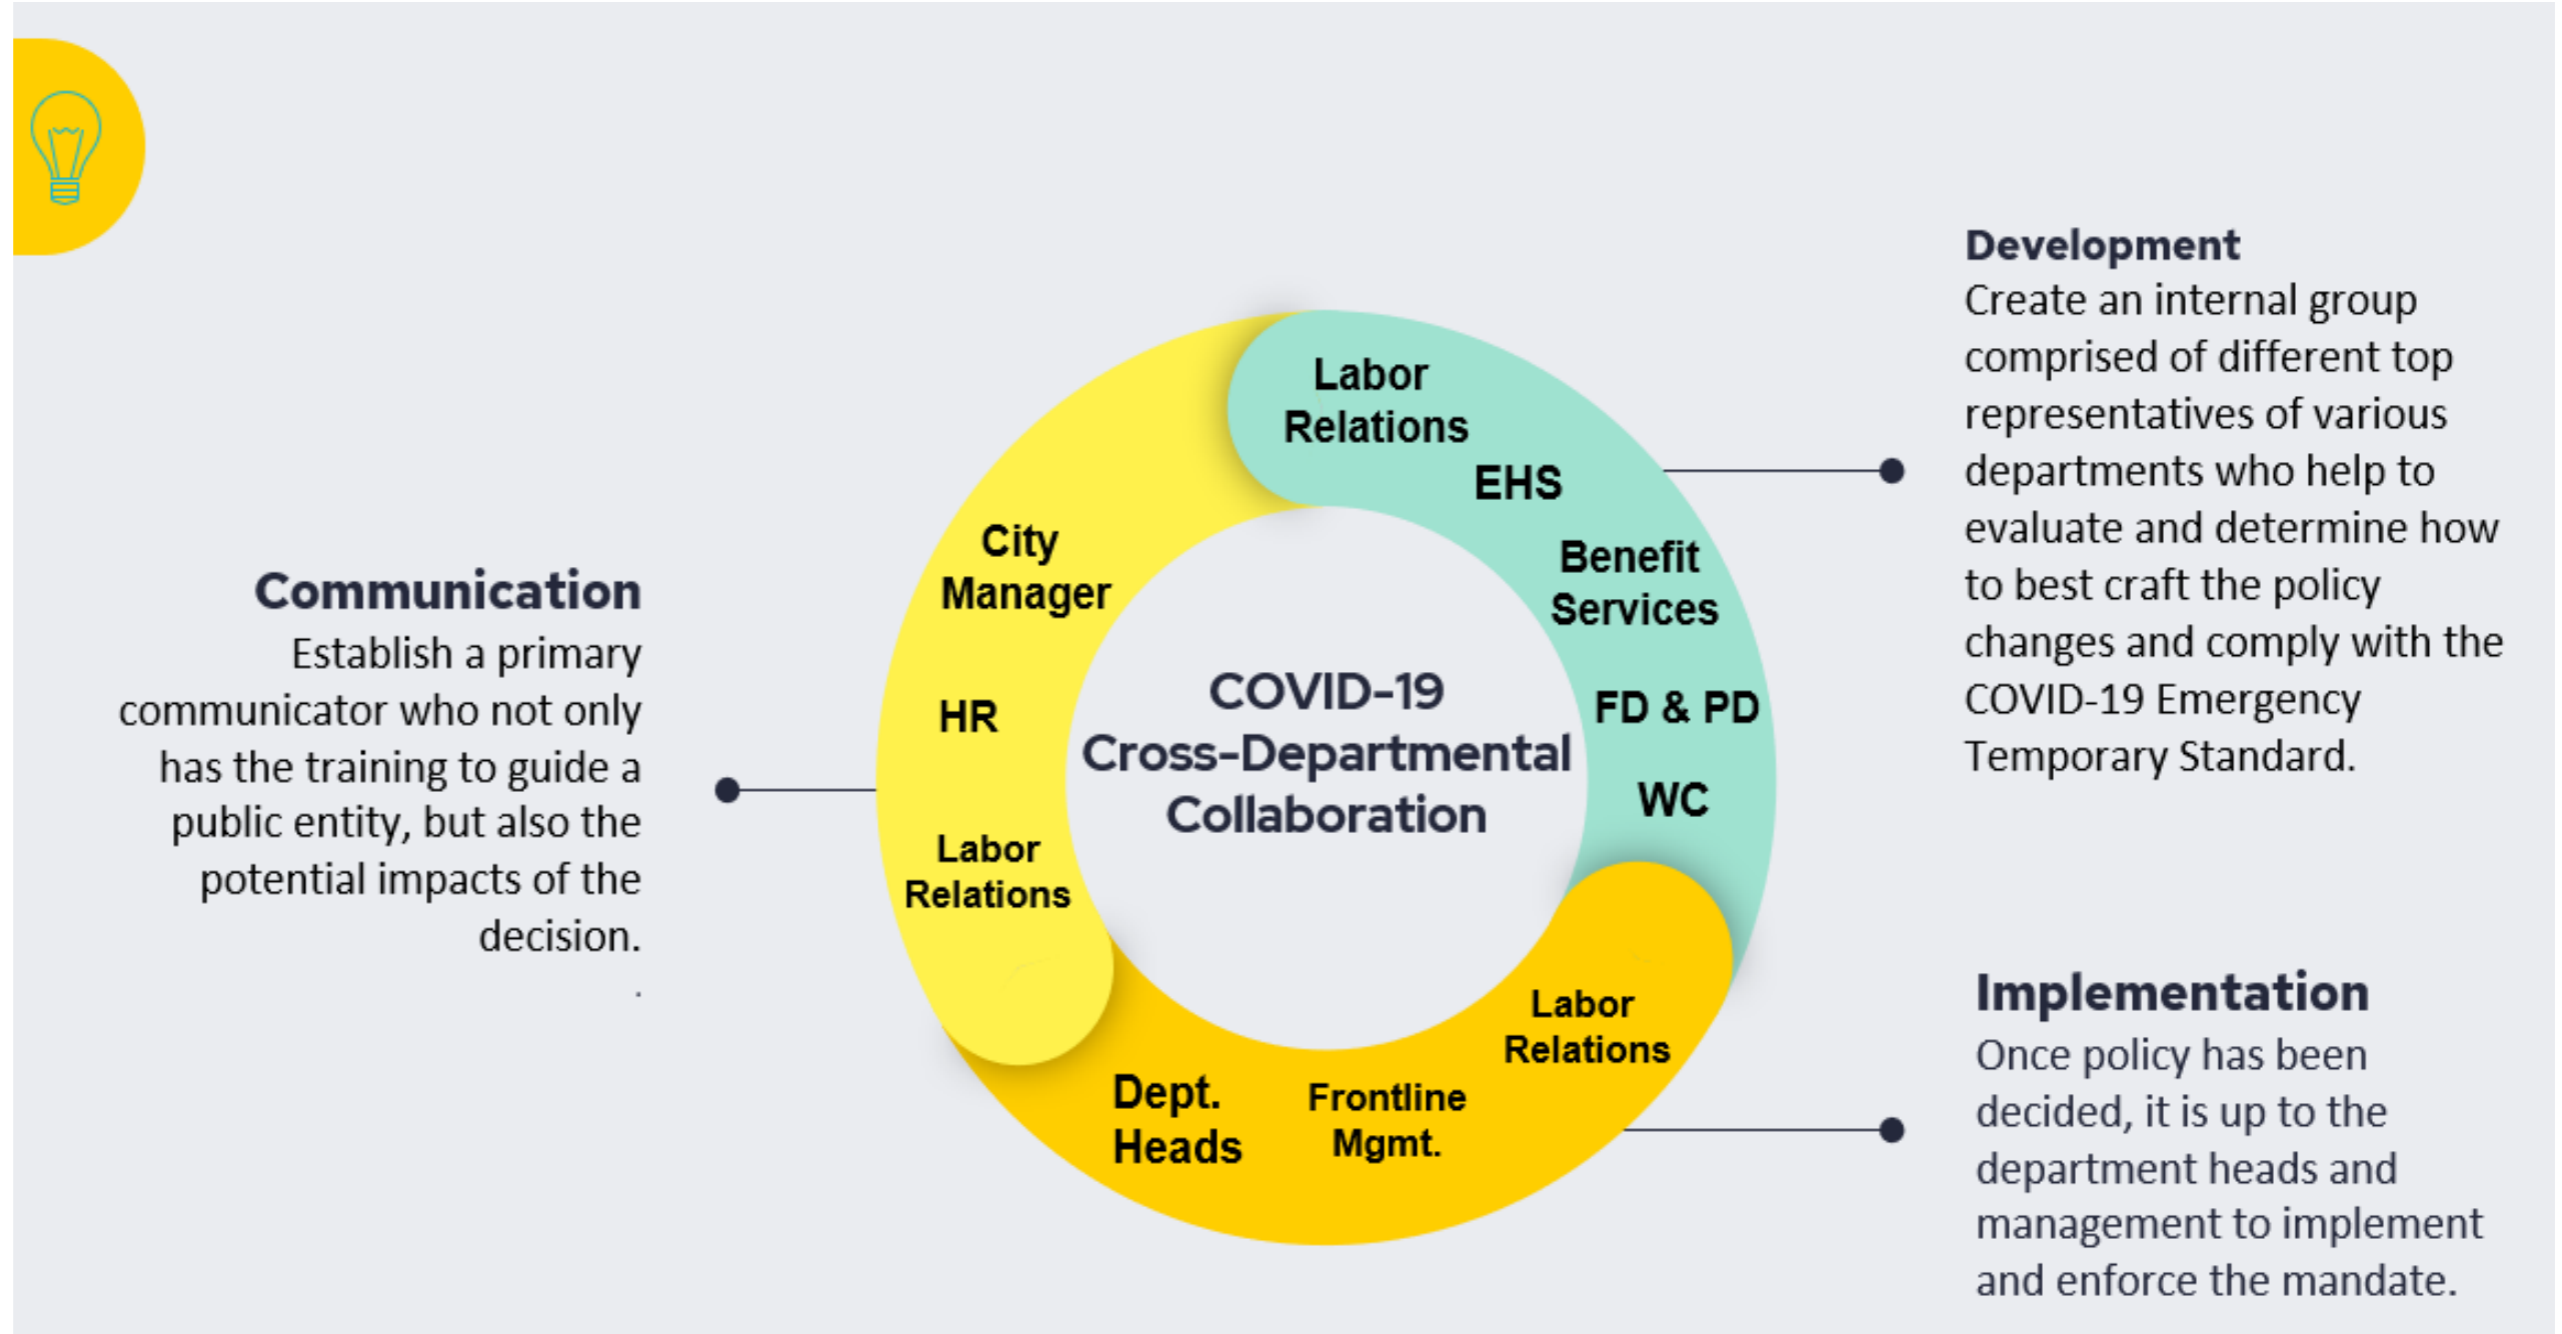 Development
Create an internal group
comprised of different top
representatives of various
departments who help to
evaluate and determine how
to best craft the policy
changes and comply with the
COVID-19 Emergency
Temporary Standard.
Labor
Relations
EHS
Benefit
Services
FD & PD
WC
City
Manager
HR
Labor
Relations
COVID-19
Cross-Departmental
Collaboration
Communication
Establish a primary
communicator who not only
has the training to guide a
public entity, but also the
potential impacts of the
decision.
.
Labor
Relations
Frontline
Mgmt.
Dept.
Heads
Implementation
Once policy has been
decided, it is up to the
department heads and
management to implement
and enforce the mandate.